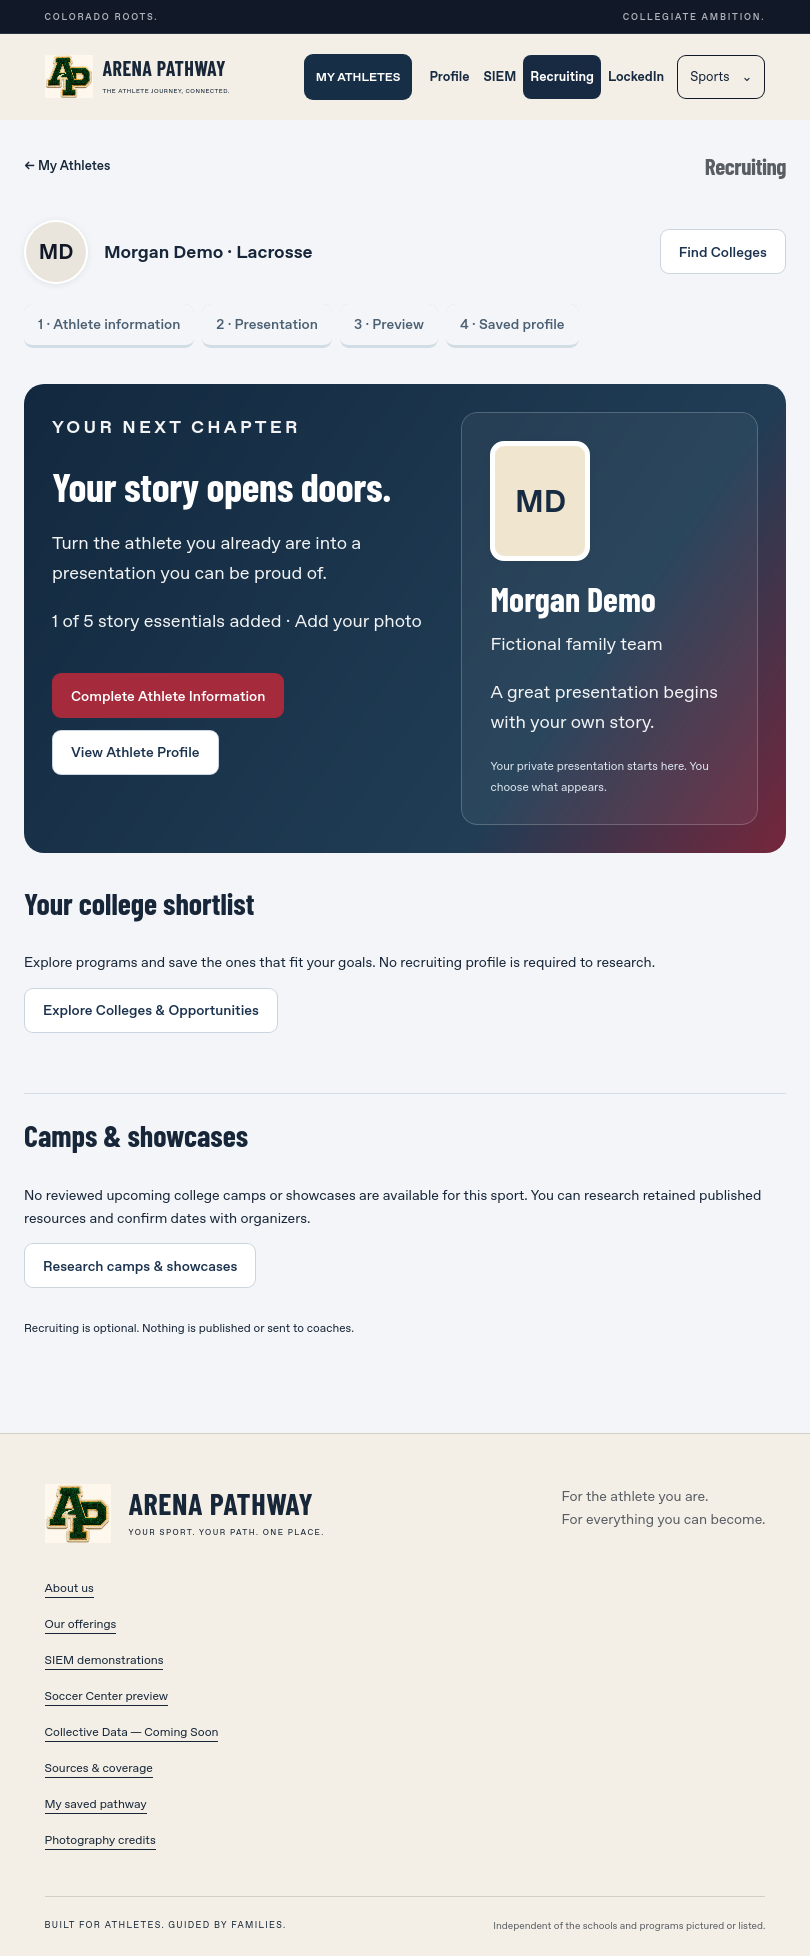 COLORADO ROOTS.
COLLEGIATE AMBITION.
AP
ARENA PATHWAY
THE ATHLETE JOURNEY, CONNECTED.
MY ATHLETES
Profile
SIEM
Recruiting
LockedIn
Sports
← My Athletes
Recruiting
MD
Morgan Demo · Lacrosse
Find Colleges
1 · Athlete information
2 · Presentation
3 · Preview
4 · Saved profile
YOUR NEXT CHAPTER
Your story opens doors.
Turn the athlete you already are into a
presentation you can be proud of.
1 of 5 story essentials added · Add your photo
Complete Athlete Information
View Athlete Profile
MD
Morgan Demo
Fictional family team
A great presentation begins
with your own story.
Your private presentation starts here. You
choose what appears.
Your college shortlist
Explore programs and save the ones that fit your goals. No recruiting profile is required to research.
Explore Colleges & Opportunities
Camps & showcases
No reviewed upcoming college camps or showcases are available for this sport. You can research retained published
resources and confirm dates with organizers.
Research camps & showcases
Recruiting is optional. Nothing is published or sent to coaches.
AP
ARENA PATHWAY
YOUR SPORT. YOUR PATH. ONE PLACE.
For the athlete you are.
For everything you can become.
About us
Our offerings
SIEM demonstrations
Soccer Center preview
Collective Data — Coming Soon
Sources & coverage
My saved pathway
Photography credits
BUILT FOR ATHLETES. GUIDED BY FAMILIES.
Independent of the schools and programs pictured or listed.